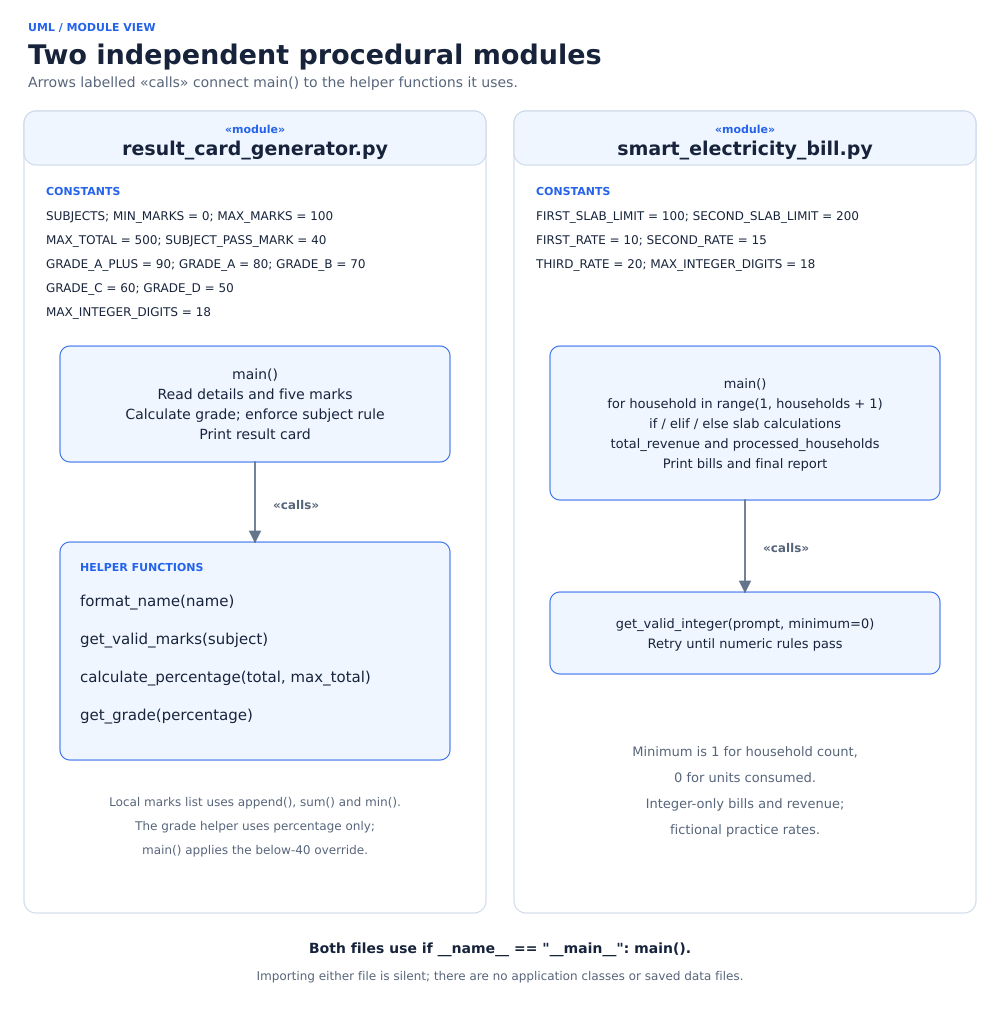 UML / MODULE VIEW
Two independent procedural modules
Arrows labelled «calls» connect main() to the helper functions it uses.
«module»
result_card_generator.py
CONSTANTS
SUBJECTS; MIN_MARKS = 0; MAX_MARKS = 100
MAX_TOTAL = 500; SUBJECT_PASS_MARK = 40
GRADE_A_PLUS = 90; GRADE_A = 80; GRADE_B = 70
GRADE_C = 60; GRADE_D = 50
MAX_INTEGER_DIGITS = 18
main()
Read details and five marks
Calculate grade; enforce subject rule
Print result card
«calls»
HELPER FUNCTIONS
format_name(name)
get_valid_marks(subject)
calculate_percentage(total, max_total)
get_grade(percentage)
Local marks list uses append(), sum() and min().
The grade helper uses percentage only;
main() applies the below-40 override.
«module»
smart_electricity_bill.py
CONSTANTS
FIRST_SLAB_LIMIT = 100; SECOND_SLAB_LIMIT = 200
FIRST_RATE = 10; SECOND_RATE = 15
THIRD_RATE = 20; MAX_INTEGER_DIGITS = 18
main()
for household in range(1, households + 1)
if / elif / else slab calculations
total_revenue and processed_households
Print bills and final report
«calls»
get_valid_integer(prompt, minimum=0)
Retry until numeric rules pass
Minimum is 1 for household count,
0 for units consumed.
Integer-only bills and revenue;
fictional practice rates.
Both files use if __name__ == "__main__": main().
Importing either file is silent; there are no application classes or saved data files.